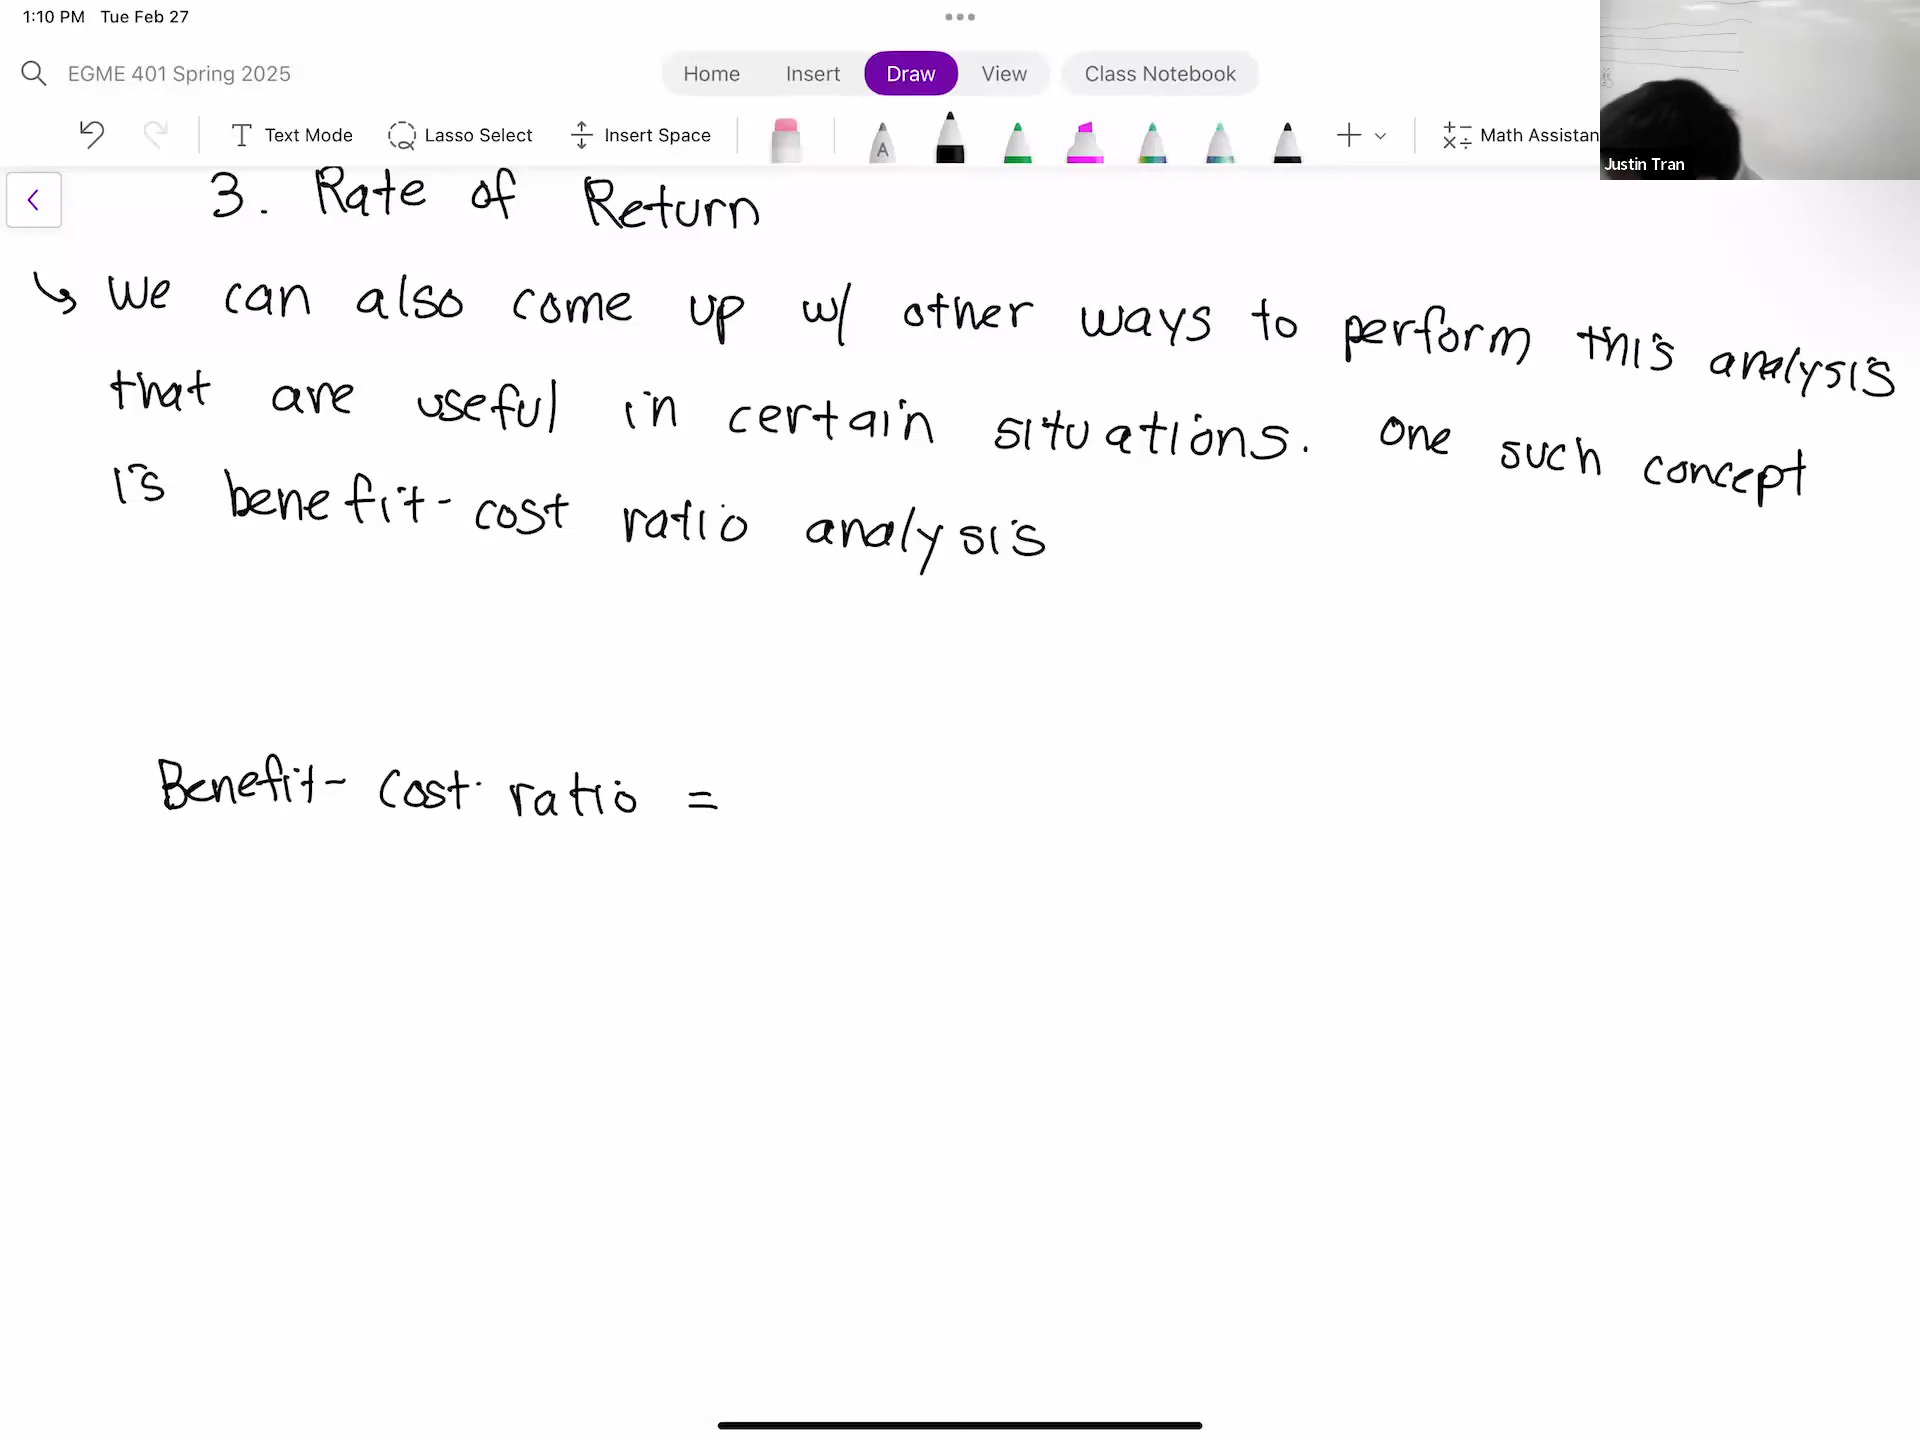 1:10 PM Tue Feb 27
EGME 401 Spring 2025
Home Insert Draw View Class Notebook
Text Mode Lasso Select Insert Space A Math Assistan
Justin Tran
3. Rate of Return
↳ we can also come up w/ other ways to perform this analysis
that are useful in certain situations. One such concept
is benefit-cost ratio analysis
Benefit-Cost ratio =